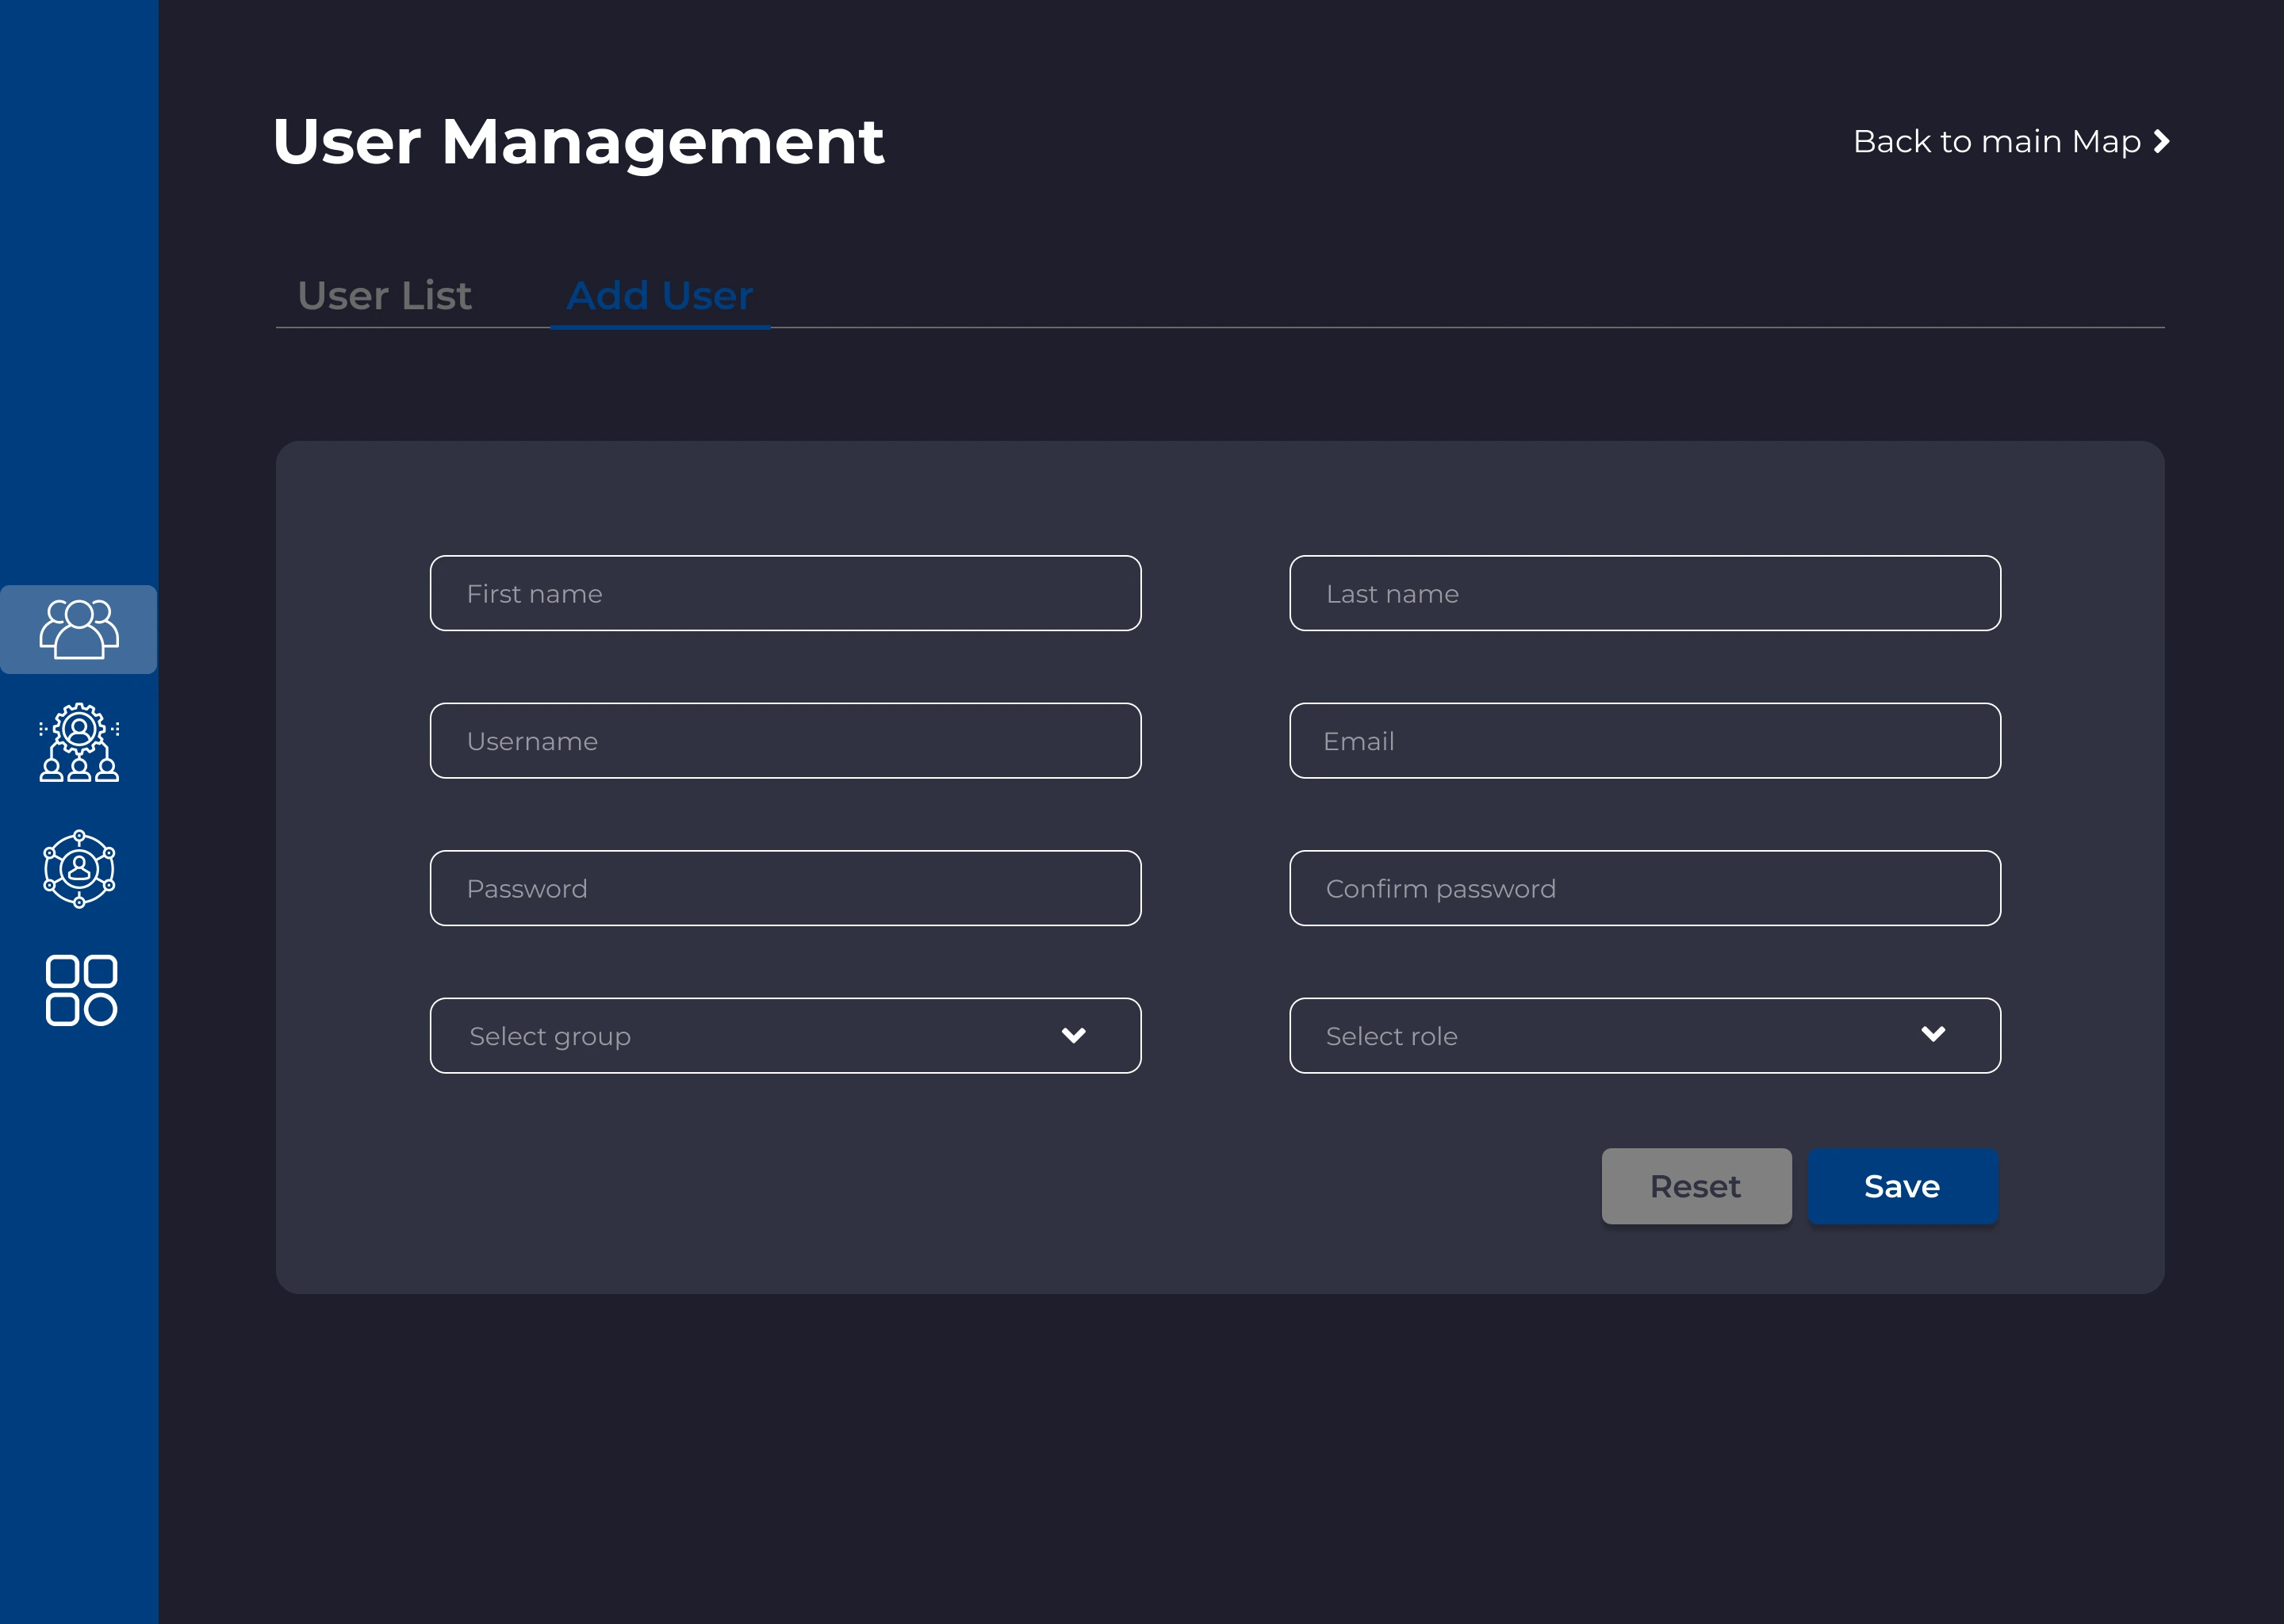 User Management
Back to main Map
User List
Add User
First name
Last name
Username
Email
Password
Confirm password
Select group
Select role
Reset
Save